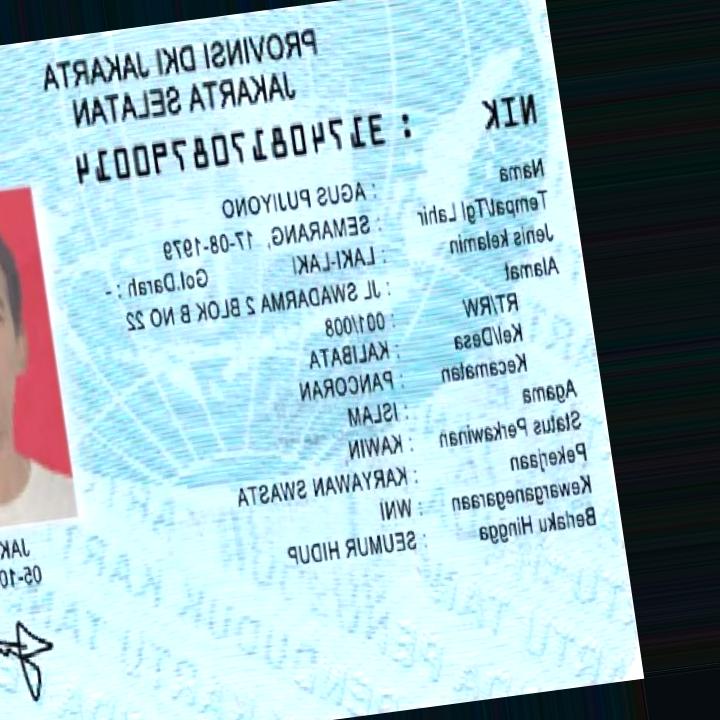 PROVINSI DKI JAKARTA
JAKARTA SELATAN
NIK : 3174081708790014
Nama : AGUS PUJIYONO
Tempat/Tgl Lahir : SEMARANG, 17-08-1979
Jenis kelamin : LAKI-LAKI Gol.Darah : -
Alamat : JL SWADARMA 2 BLOK B NO 22
RT/RW : 001/008
Kel/Desa : KALIBATA
Kecamatan : PANCORAN
Agama : ISLAM
Status Perkawinan : KAWIN
Pekerjaan : KARYAWAN SWASTA
Kewarganegaraan : WNI
Berlaku Hingga : SEUMUR HIDUP
JAK
05-10